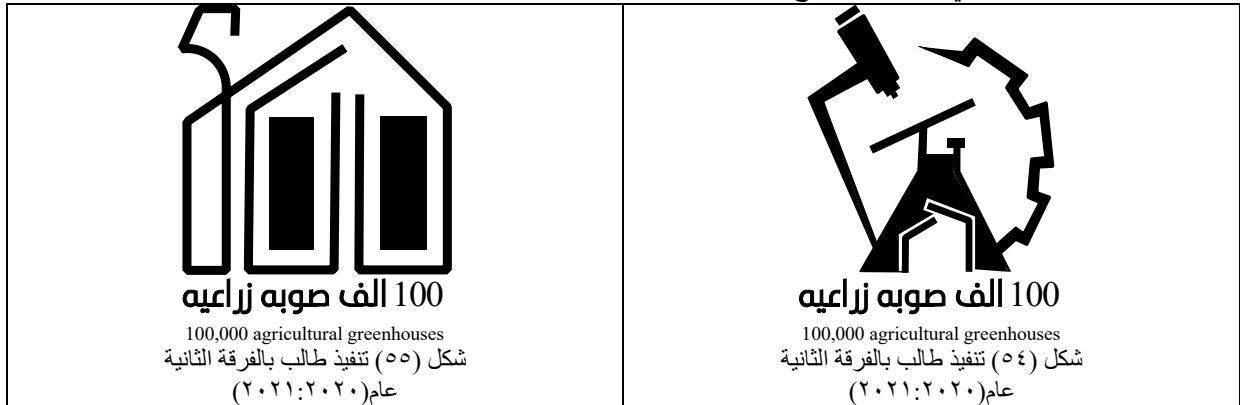 100 الف صوبه زراعيه
100,000 agricultural greenhouses
شكل (٥٤) تنفيذ طالب بالفرقة الثانية
عام(٢٠٢٠:٢٠٢١)
100 الف صوبه زراعيه
100,000 agricultural greenhouses
شكل (٥٥) تنفيذ طالب بالفرقة الثانية
عام(٢٠٢٠:٢٠٢١)